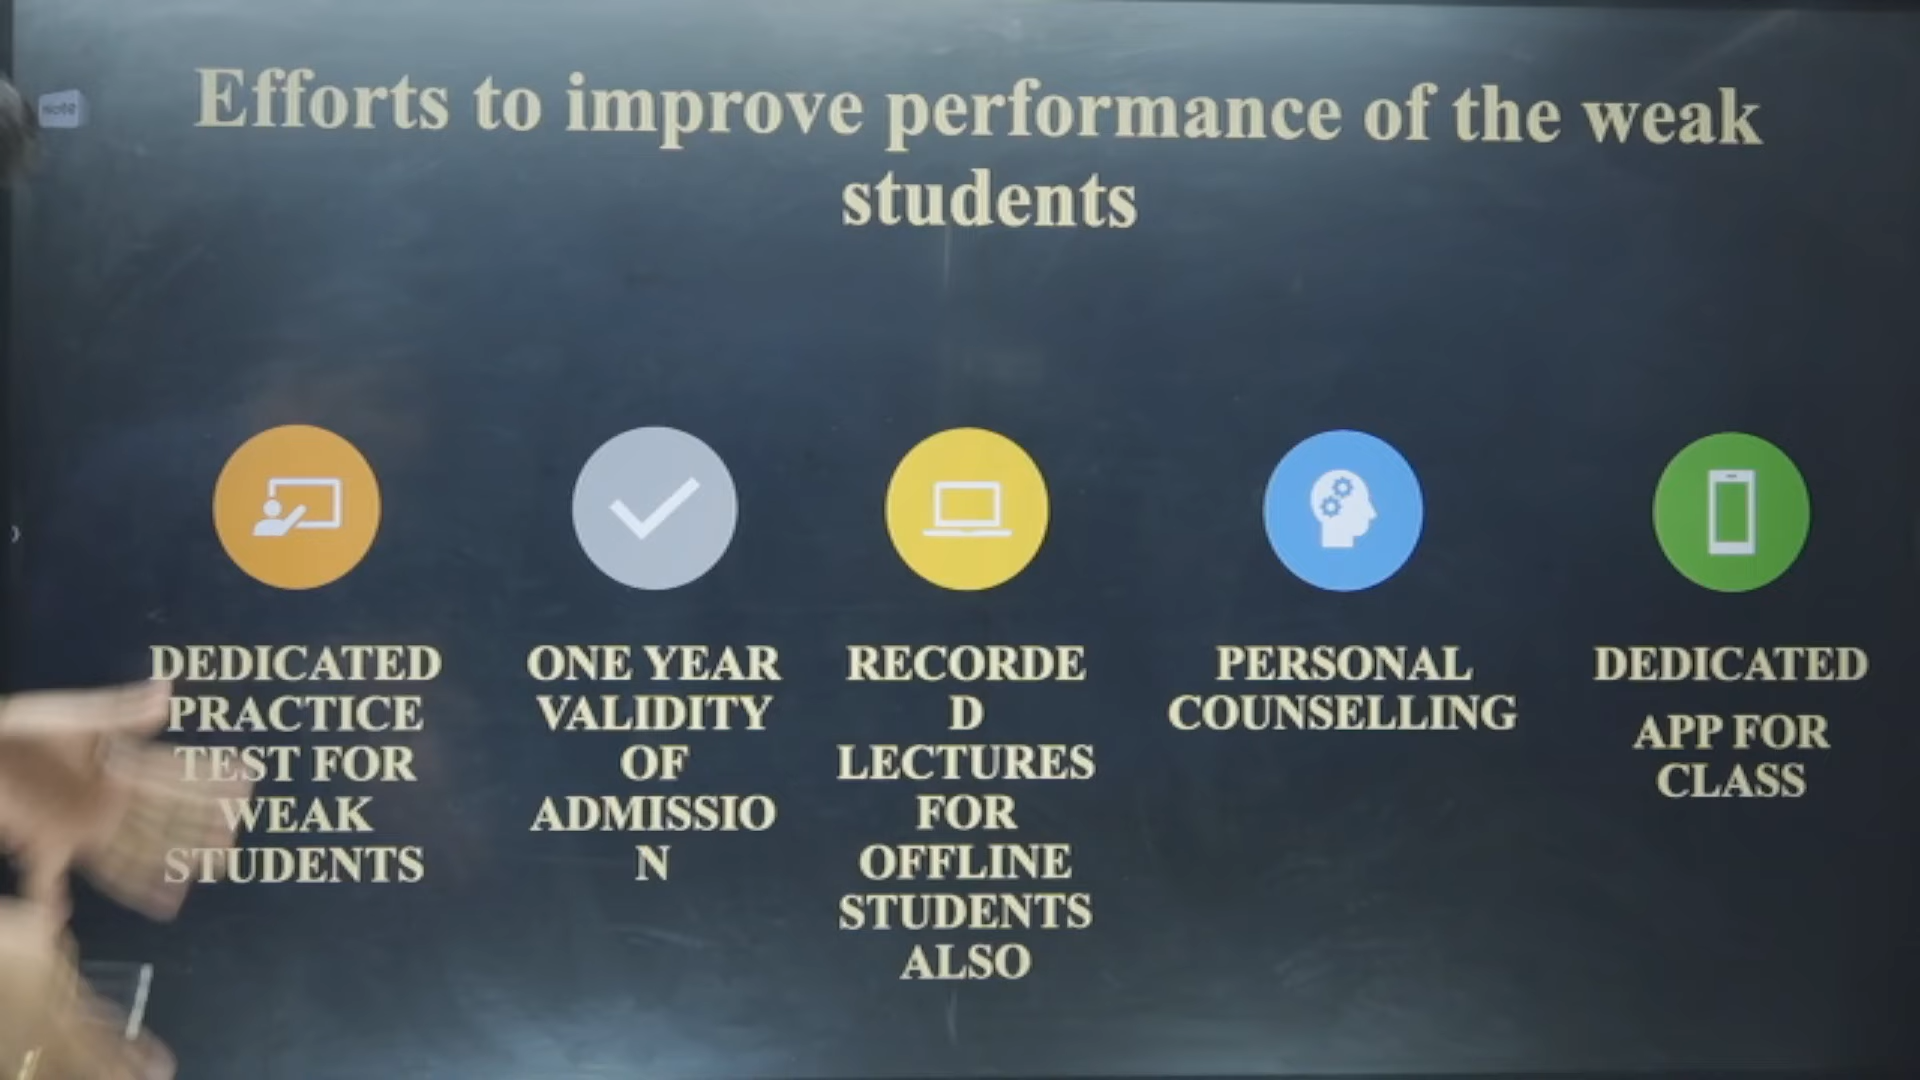 note
Efforts to improve performance of the weak
students
DEDICATED
PRACTICE
TEST FOR
WEAK
STUDENTS
ONE YEAR
VALIDITY
OF
ADMISSIO
N
RECORDE
D
LECTURES
FOR
OFFLINE
STUDENTS
ALSO
PERSONAL
COUNSELLING
DEDICATED
APP FOR
CLASS